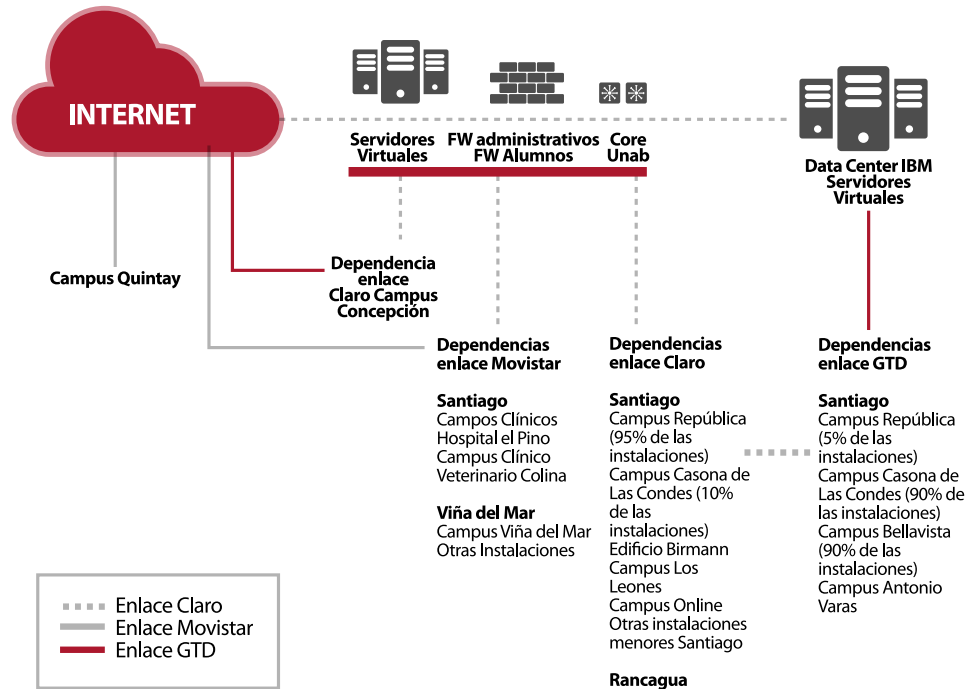 INTERNET
Servidores
Virtuales
FW administrativos
FW Alumnos
Core
Unab
Data Center IBM
Servidores
Virtuales
Campus Quintay
Dependencia
enlace
Claro Campus
Concepción
Dependencias
enlace Movistar
Santiago
Campos Clínicos
Hospital el Pino
Campus Clínico
Veterinario Colina
Viña del Mar
Campus Viña del Mar
Otras Instalaciones
Dependencias
enlace Claro
Santiago
Campus República
(95% de las
instalaciones)
Campus Casona de
Las Condes (10%
de las
instalaciones)
Edificio Birmann
Campus Los
Leones
Campus Online
Otras instalaciones
menores Santiago
Rancagua
Dependencias
enlace GTD
Santiago
Campus República
(5% de las
instalaciones)
Campus Casona de
Las Condes (90% de
las instalaciones)
Campus Bellavista
(90% de las
instalaciones)
Campus Antonio
Varas
Enlace Claro
Enlace Movistar
Enlace GTD